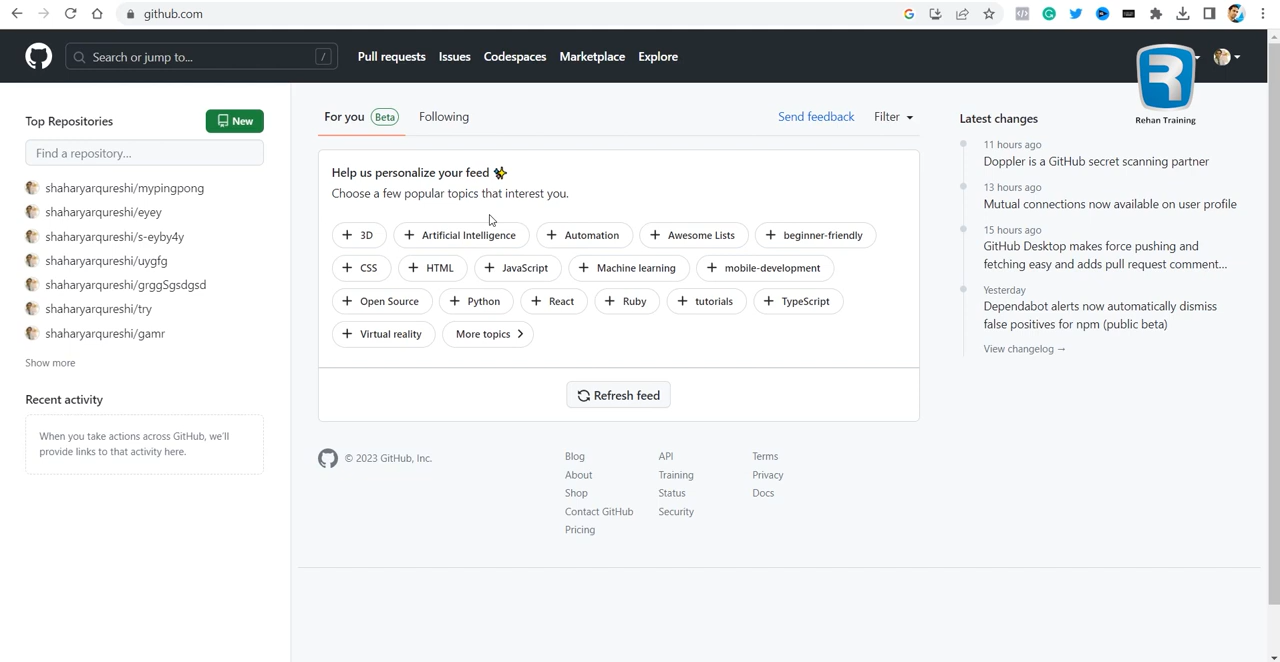 github.com
Search or jump to...
/
Pull requests
Issues
Codespaces
Marketplace
Explore
Rehan Training
Top Repositories
New
Find a repository...
shaharyarqureshi/mypingpong
shaharyarqureshi/eyey
shaharyarqureshi/s-eyby4y
shaharyarqureshi/uygfg
shaharyarqureshi/grggSgsdgsd
shaharyarqureshi/try
shaharyarqureshi/gamr
Show more
Recent activity
When you take actions across GitHub, we'll
provide links to that activity here.
For you Beta
Following
Send feedback
Filter
Help us personalize your feed
Choose a few popular topics that interest you.
3D
Artificial Intelligence
Automation
Awesome Lists
beginner-friendly
CSS
HTML
JavaScript
Machine learning
mobile-development
Open Source
Python
React
Ruby
tutorials
TypeScript
Virtual reality
More topics
Refresh feed
© 2023 GitHub, Inc.
Blog
About
Shop
Contact GitHub
Pricing
API
Training
Status
Security
Terms
Privacy
Docs
Latest changes
11 hours ago
Doppler is a GitHub secret scanning partner
13 hours ago
Mutual connections now available on user profile
15 hours ago
GitHub Desktop makes force pushing and
fetching easy and adds pull request comment...
Yesterday
Dependabot alerts now automatically dismiss
false positives for npm (public beta)
View changelog →